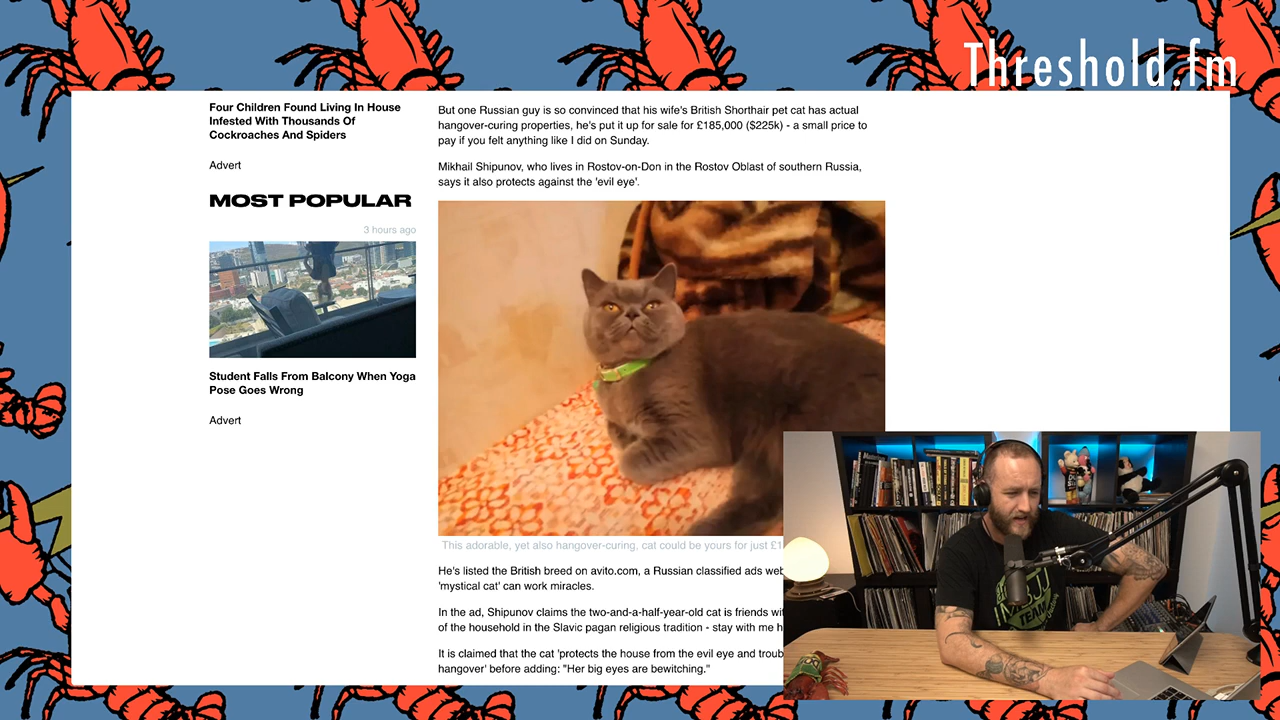 Threshold.fm
Four Children Found Living In House
Infested With Thousands Of
Cockroaches And Spiders
Advert
MOST POPULAR
3 hours ago
Student Falls From Balcony When Yoga
Pose Goes Wrong
Advert
But one Russian guy is so convinced that his wife's British Shorthair pet cat has actual
hangover-curing properties, he's put it up for sale for £185,000 ($225k) - a small price to
pay if you felt anything like I did on Sunday.
Mikhail Shipunov, who lives in Rostov-on-Don in the Rostov Oblast of southern Russia,
says it also protects against the 'evil eye'.
This adorable, yet also hangover-curing, cat could be yours for just
He's listed the British breed on avito.com, a Russian classified ads
'mystical cat' can work miracles.
In the ad, Shipunov claims the two-and-a-half-year-old cat is friends
of the household in the Slavic pagan religious tradition - stay with me
It is claimed that the cat 'protects the house from the evil eye and
hangover' before adding: "Her big eyes are bewitching."
TEAM